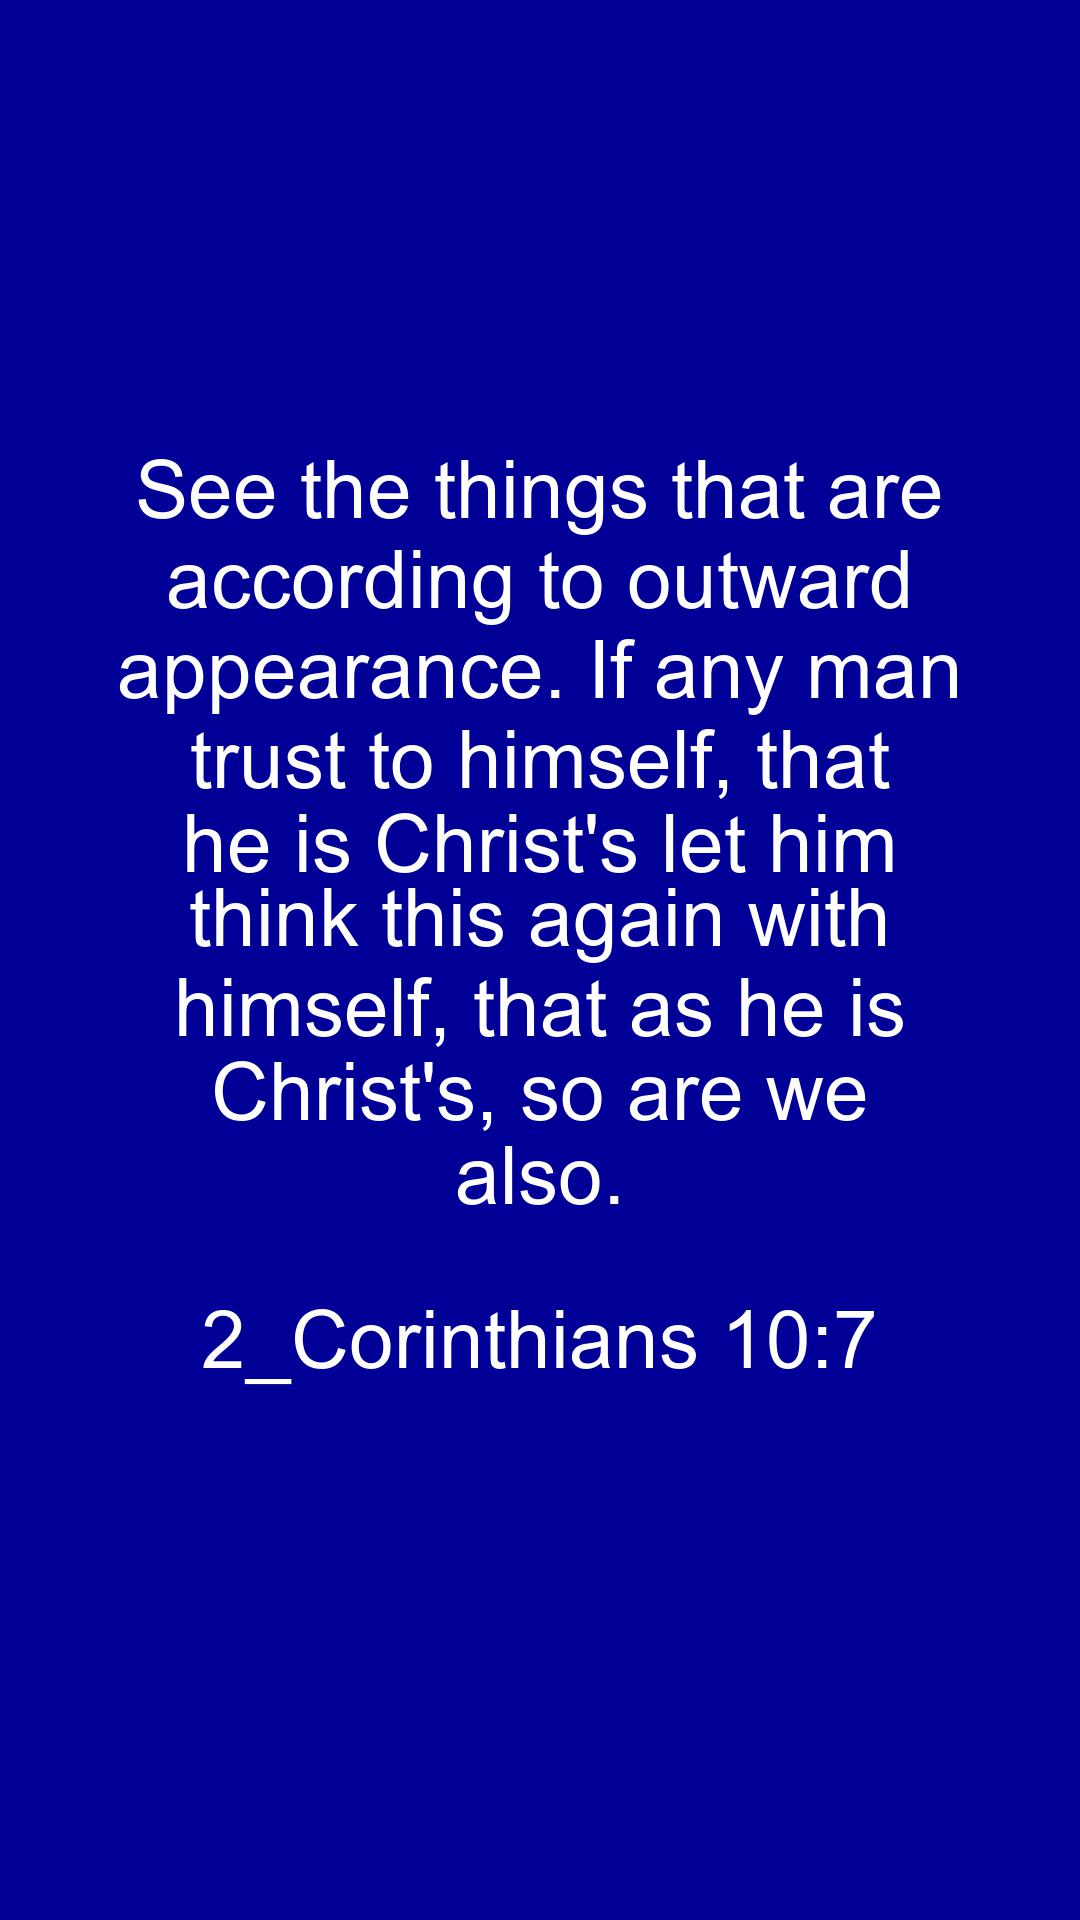 See the things that are
according to outward
appearance. If any man
trust to himself, that
he is Christ's let him
think this again with
himself, that as he is
Christ's, so are we
also.
2_Corinthians 10:7